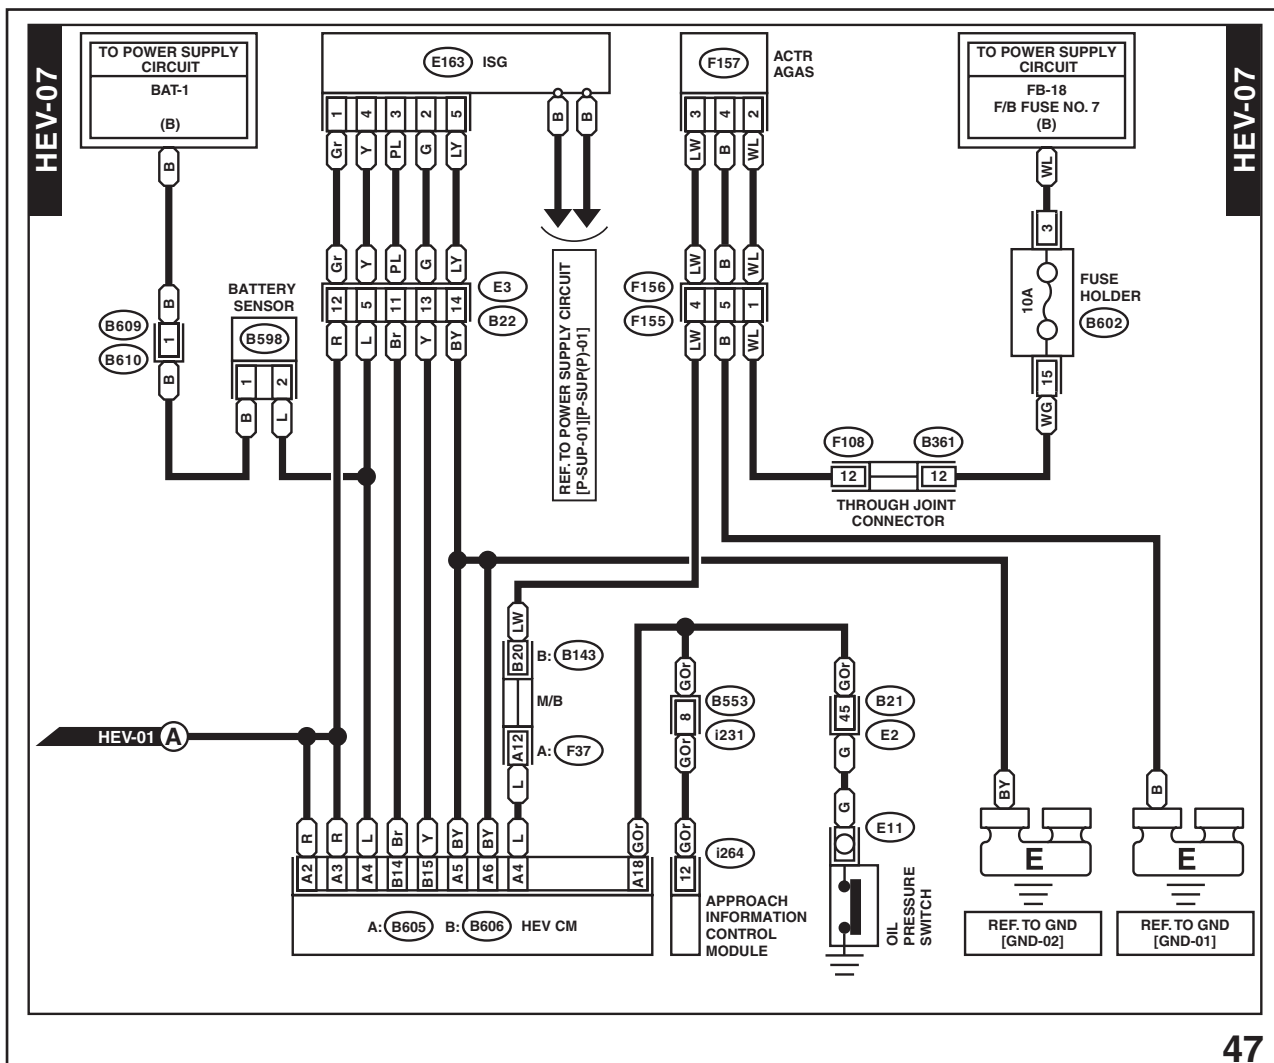 HEV-07
HEV-07
TO POWER SUPPLY
CIRCUIT
BAT-1
(B)
E163 ISG
F157
ACTR
AGAS
TO POWER SUPPLY
CIRCUIT
FB-18
F/B FUSE NO. 7
(B)
1 4 3 2 5
3 4 2
B
B
B
Gr Y PL G LY
LW B WL
WL
3
10A
FUSE
HOLDER
B602
15
WG
Gr Y PL G LY
12 5 11 13 14
R L Br Y BY
E3
B22
REF. TO POWER SUPPLY CIRCUIT
[P-SUP-01][P-SUP(P)-01]
LW B WL
F156
F155
4 5 1
LW B WL
B
B609
B610
1
B
BATTERY
SENSOR
B598
1 2
B L
F108
B361
12
12
THROUGH JOINT
CONNECTOR
LW
B20
B: B143
M/B
A12
A: F37
L
GOr
8
B553
i231
GOr
GOr
i264
12
GOr
45
B21
E2
G
G
E11
HEV-01 A
R R L Br Y BY BY L GOr
A2 A3 A4 B14 B15 A5 A6 A4 A18
A: B605 B: B606 HEV CM
APPROACH
INFORMATION
CONTROL
MODULE
OIL
PRESSURE
SWITCH
BY
B
E
E
REF. TO GND
[GND-02]
REF. TO GND
[GND-01]
47